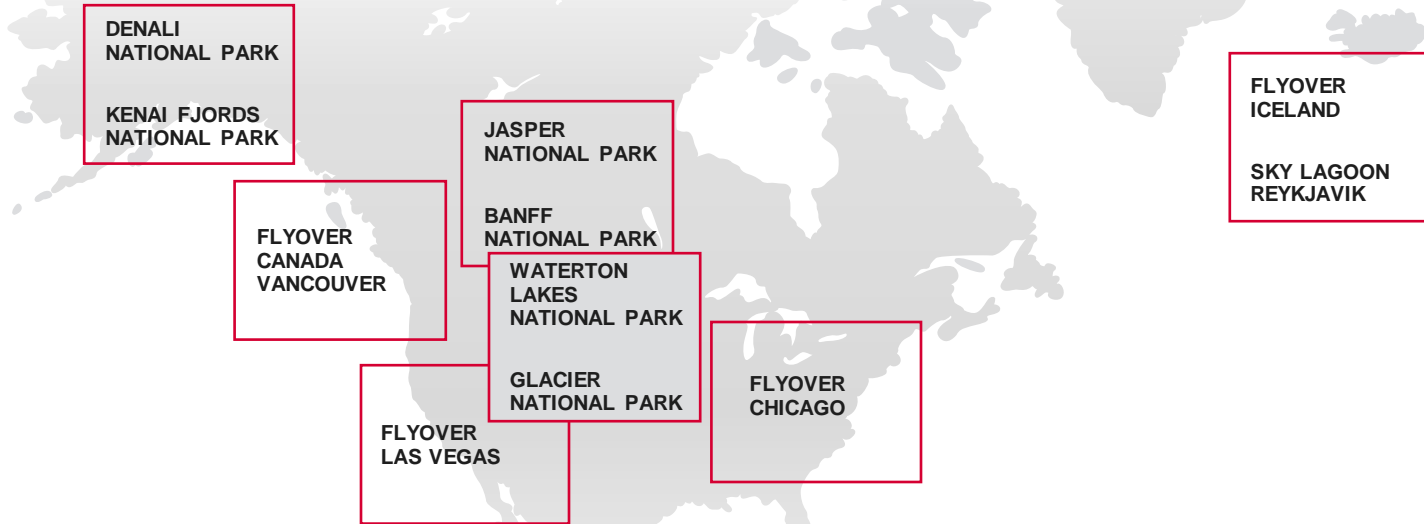 DENALI
NATIONAL PARK
KENAI FJORDS
NATIONAL PARK
JASPER
NATIONAL PARK
BANFF
NATIONAL PARK
FLYOVER
ICELAND
SKY LAGOON
REYKJAVIK
FLYOVER
CANADA
VANCOUVER
WATERTON
LAKES
NATIONAL PARK
GLACIER
NATIONAL PARK
FLYOVER
CHICAGO
FLYOVER
LAS VEGAS